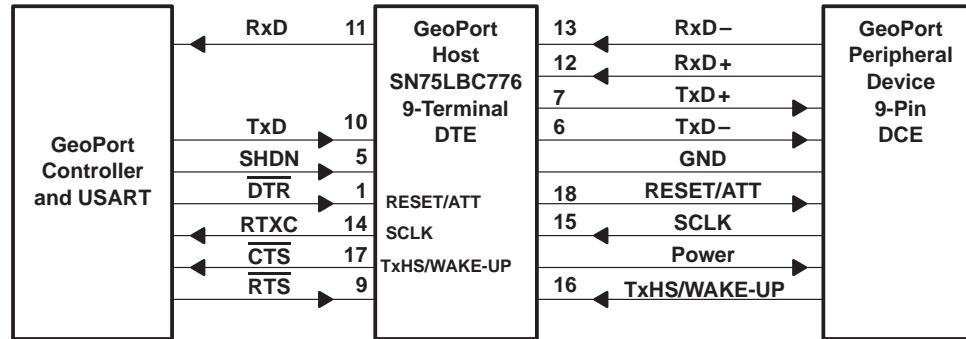 GeoPort
Controller
and USART
RxD 11
TxD 10
SHDN 5
DTR 1
RTXC 14
CTS 17
RTS 9
GeoPort
Host
SN75LBC776
9-Terminal
DTE
RESET/ATT
SCLK
TxHS/WAKE-UP
13 RxD–
12 RxD+
7 TxD+
6 TxD–
GND
18 RESET/ATT
15 SCLK
Power
16 TxHS/WAKE-UP
GeoPort
Peripheral
Device
9-Pin
DCE